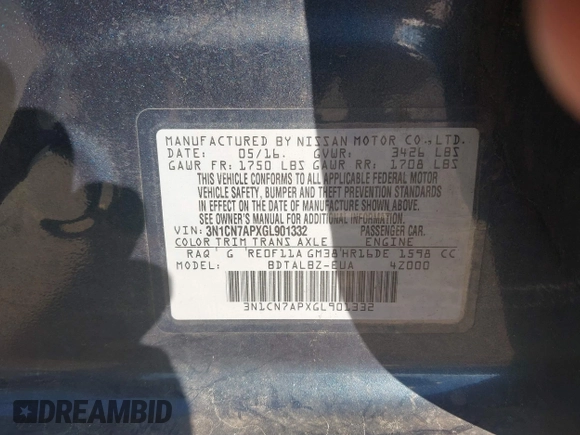 MANUFACTURED BY NISSAN MOTOR CO., LTD.
DATE: 05/16. GVWR: 3426 LBS
GAWR FR: 1750 LBS GAWR RR: 1708 LBS
THIS VEHICLE CONFORMS TO ALL APPLICABLE FEDERAL MOTOR
VEHICLE SAFETY, BUMPER AND THEFT PREVENTION STANDARDS
IN EFFECT ON THE DATE OF MANUFACTURE SHOWN ABOVE.
SEE OWNER'S MANUAL FOR ADDITIONAL INFORMATION.
VIN: 3N1CN7APXGL901332 PASSENGER CAR.
COLOR TRIM TRANS AXLE ENGINE
RAQ G RE0F11A GM38 HR16DE 1598 CC
MODEL: BDTALBZ-EUA 42000
3N1CN7APXGL901332
DREAMBID